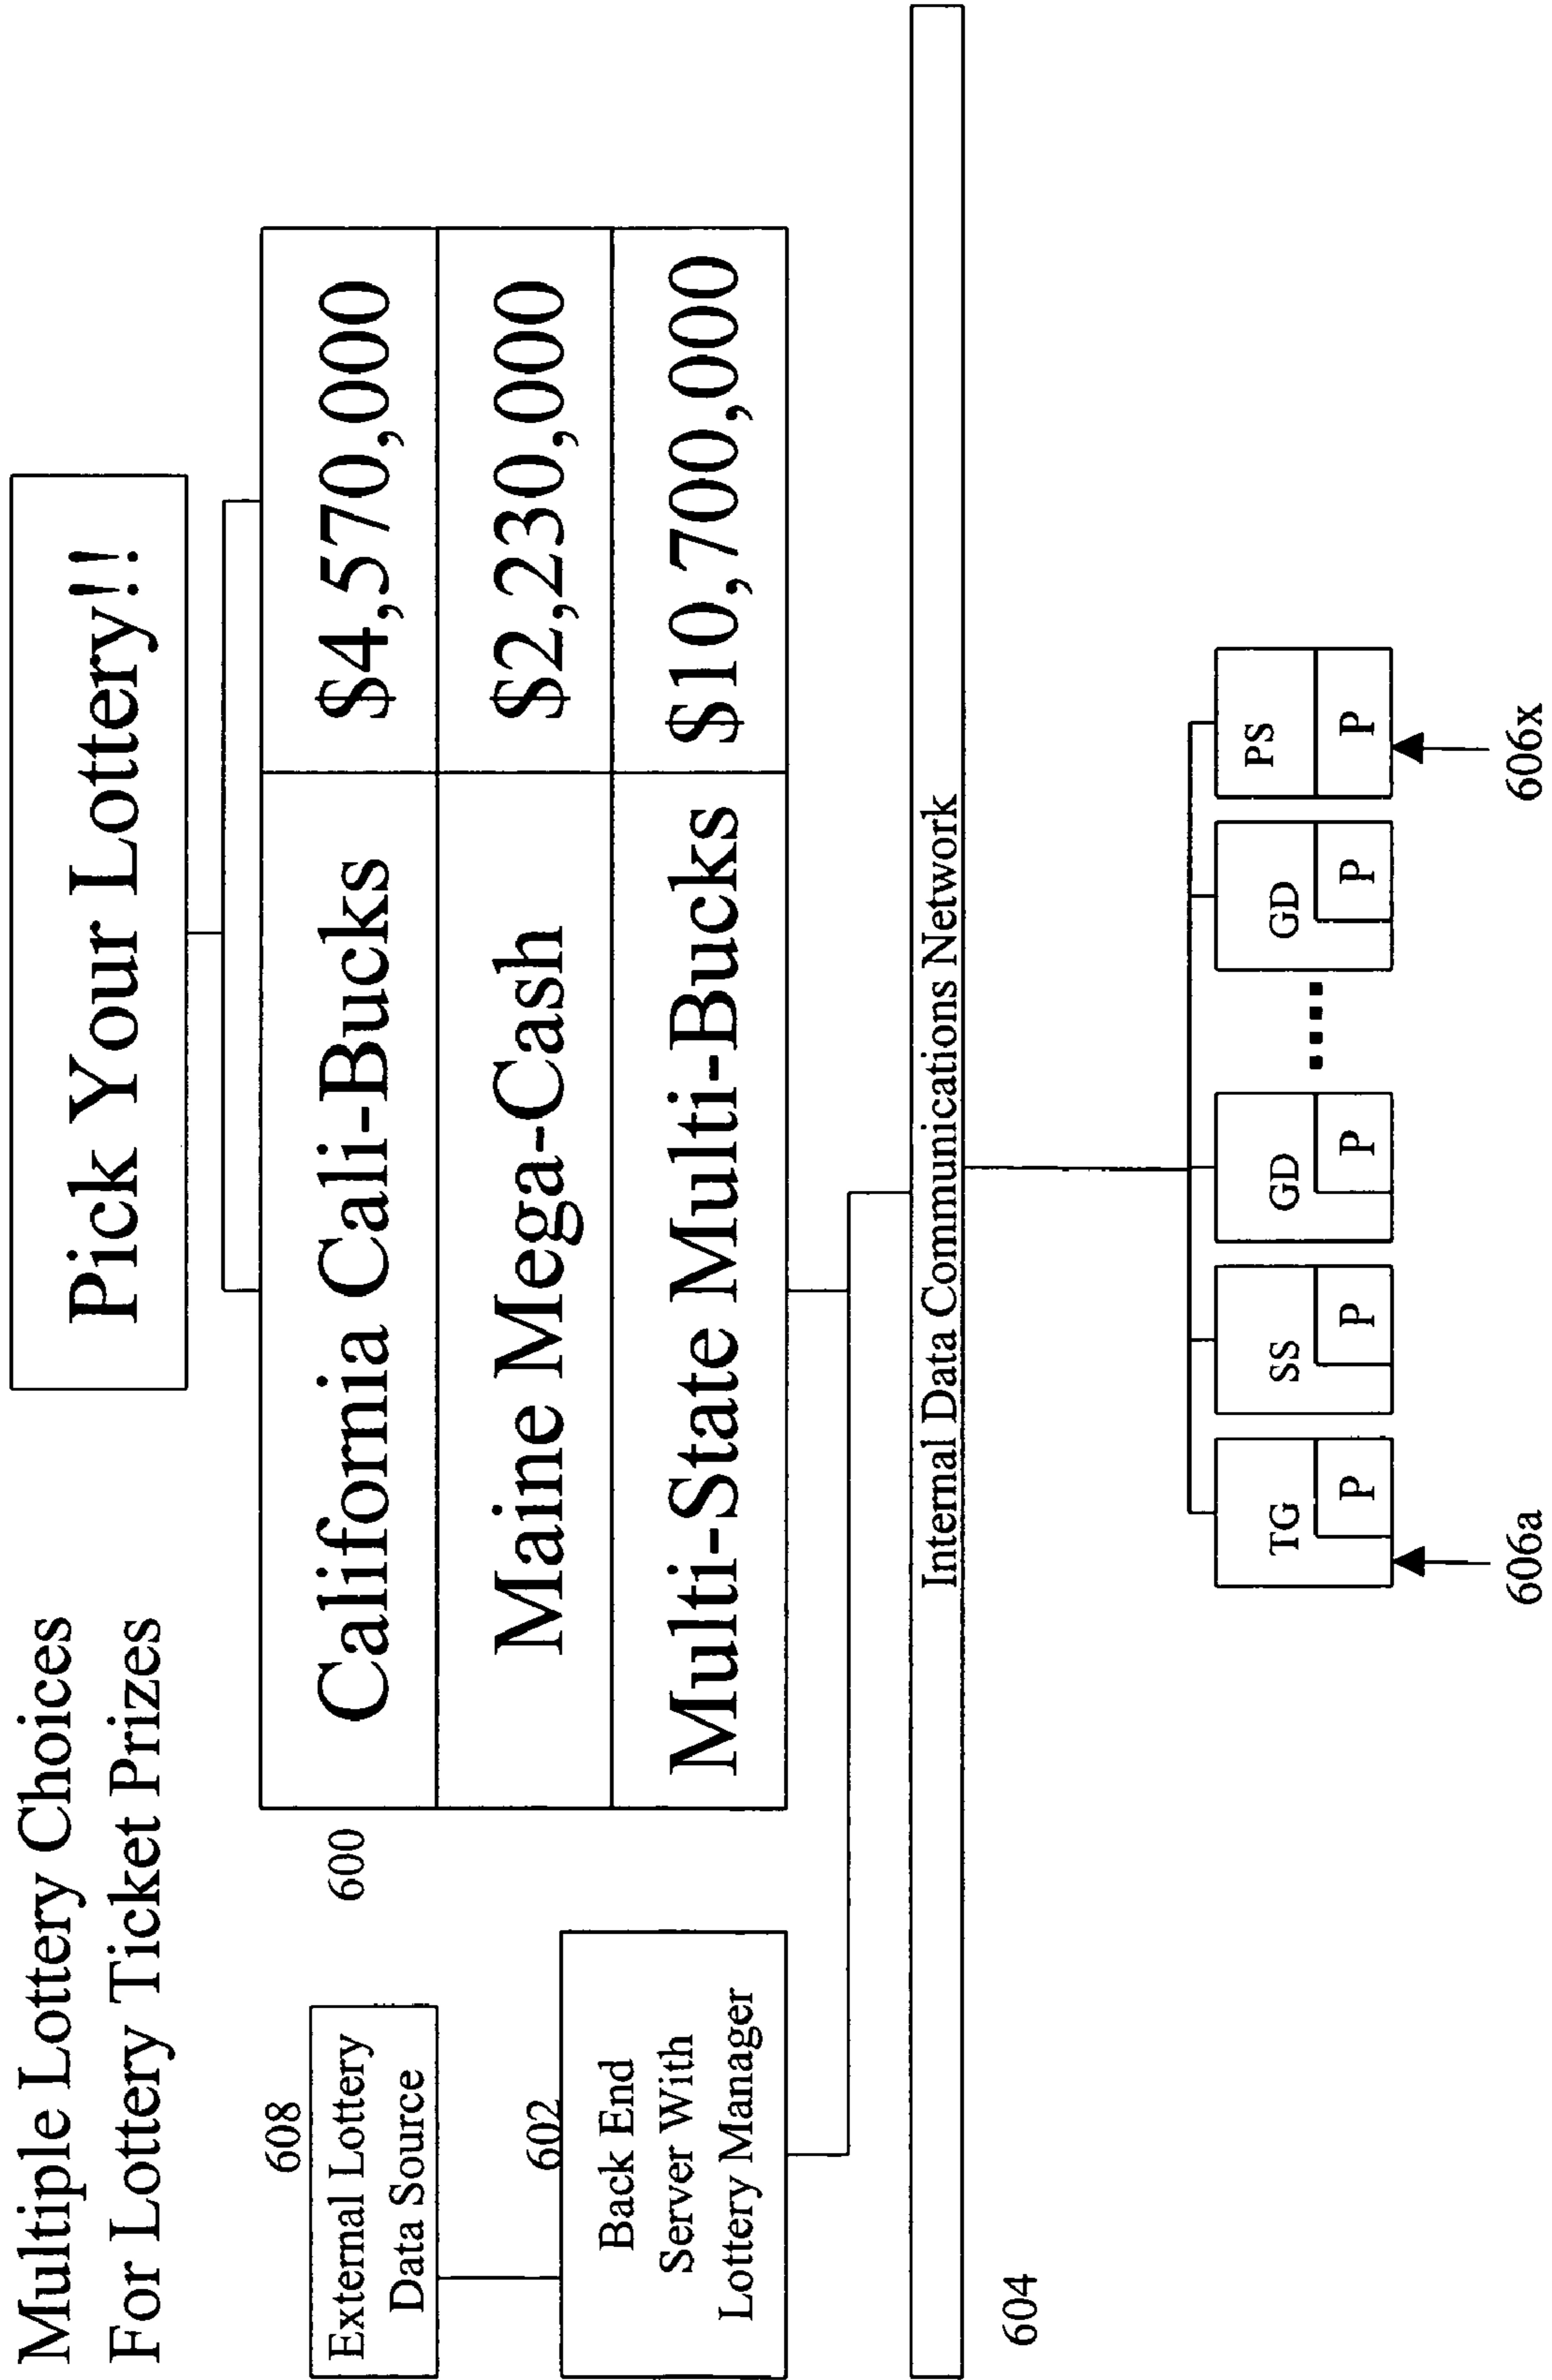 Multiple Lottery Choices
For Lottery Ticket Prizes
Pick Your Lottery!!
608
External Lottery
Data Source
602
Back End
Server With
Lottery Manager
600
California Cali-Bucks $4,570,000
Maine Mega-Cash $2,230,000
Multi-State Multi-Bucks $10,700,000
Internal Data Communications Network
604
TG
P
SS
P
GD
P
GD
P
PS
P
606a
606x